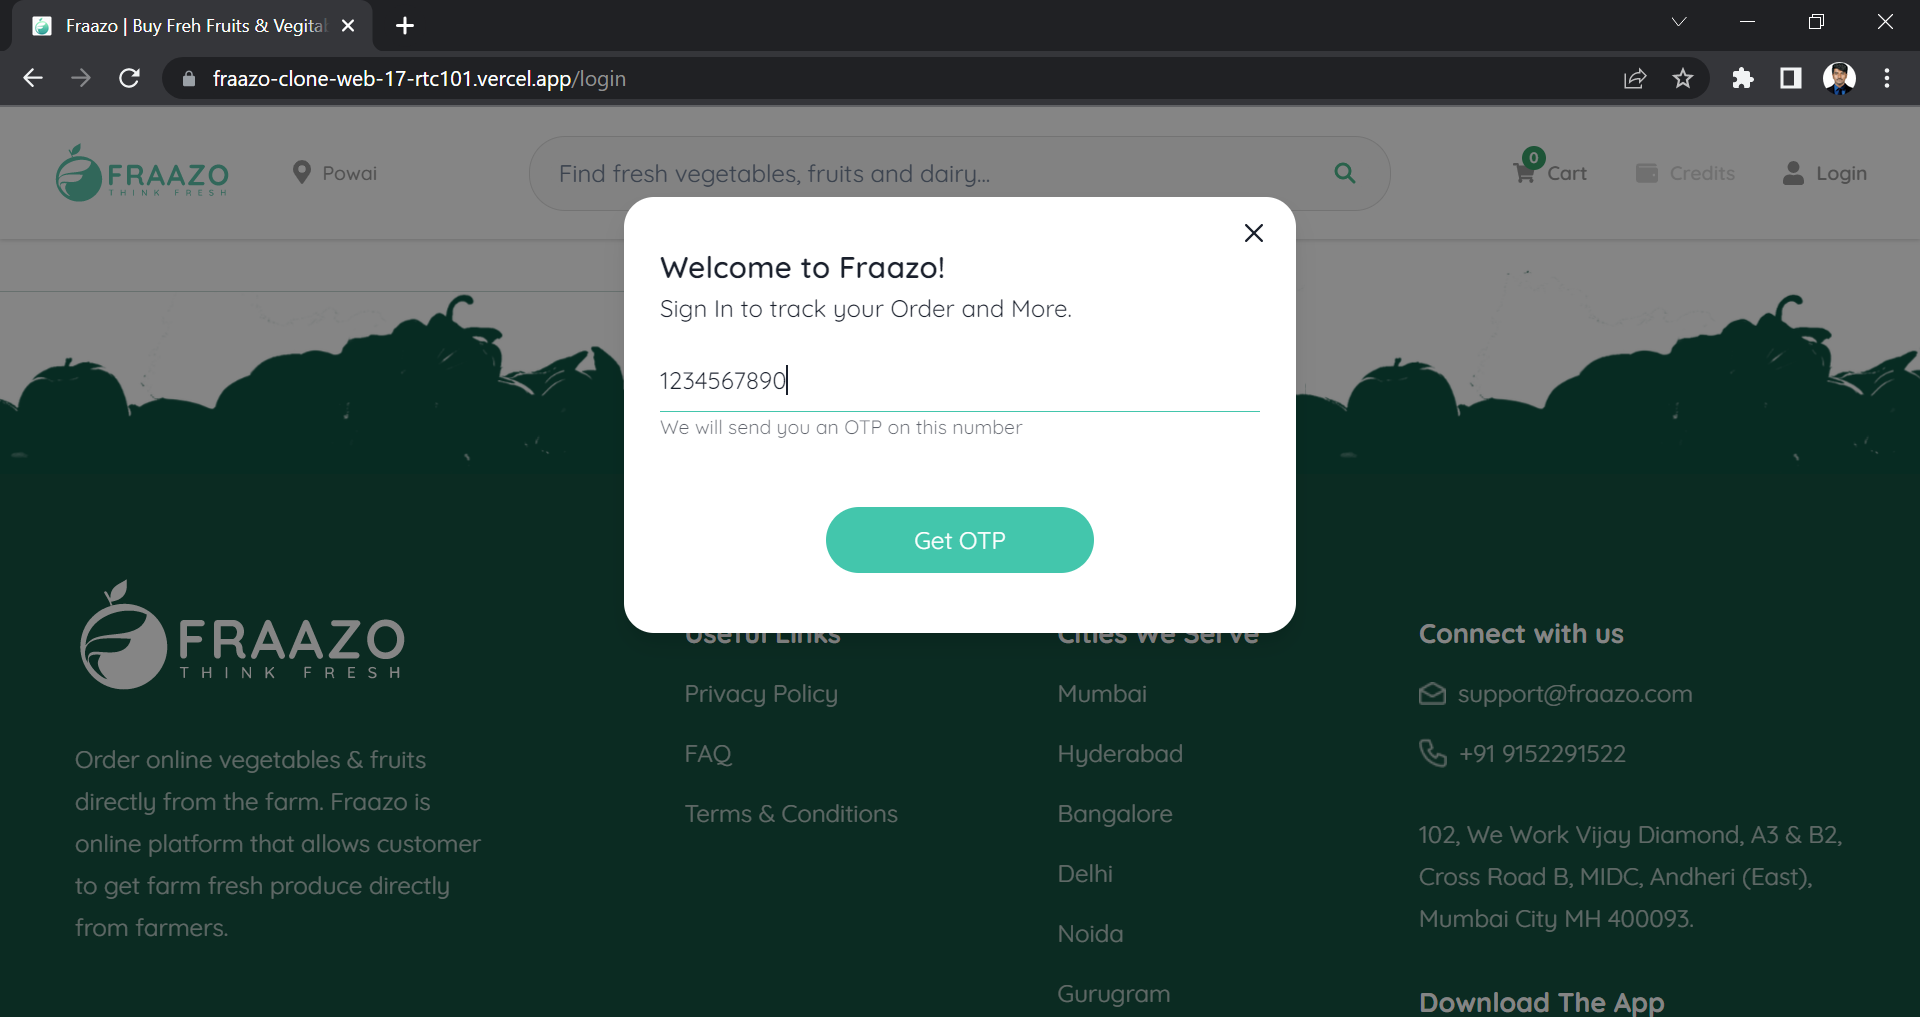 Fraazo | Buy Freh Fruits & Vegital
fraazo-clone-web-17-rtc101.vercel.app/login
FRAAZO
THINK FRESH
Powai
Find fresh vegetables, fruits and dairy...
0
Cart
Credits
Login
Welcome to Fraazo!
Sign In to track your Order and More.
1234567890
We will send you an OTP on this number
Get OTP
FRAAZO
THINK FRESH
Order online vegetables & fruits
directly from the farm. Fraazo is
online platform that allows customer
to get farm fresh produce directly
from farmers.
Useful Links
Privacy Policy
FAQ
Terms & Conditions
Cities We Serve
Mumbai
Hyderabad
Bangalore
Delhi
Noida
Gurugram
Connect with us
support@fraazo.com
+91 9152291522
102, We Work Vijay Diamond, A3 & B2,
Cross Road B, MIDC, Andheri (East),
Mumbai City MH 400093.
Download The App